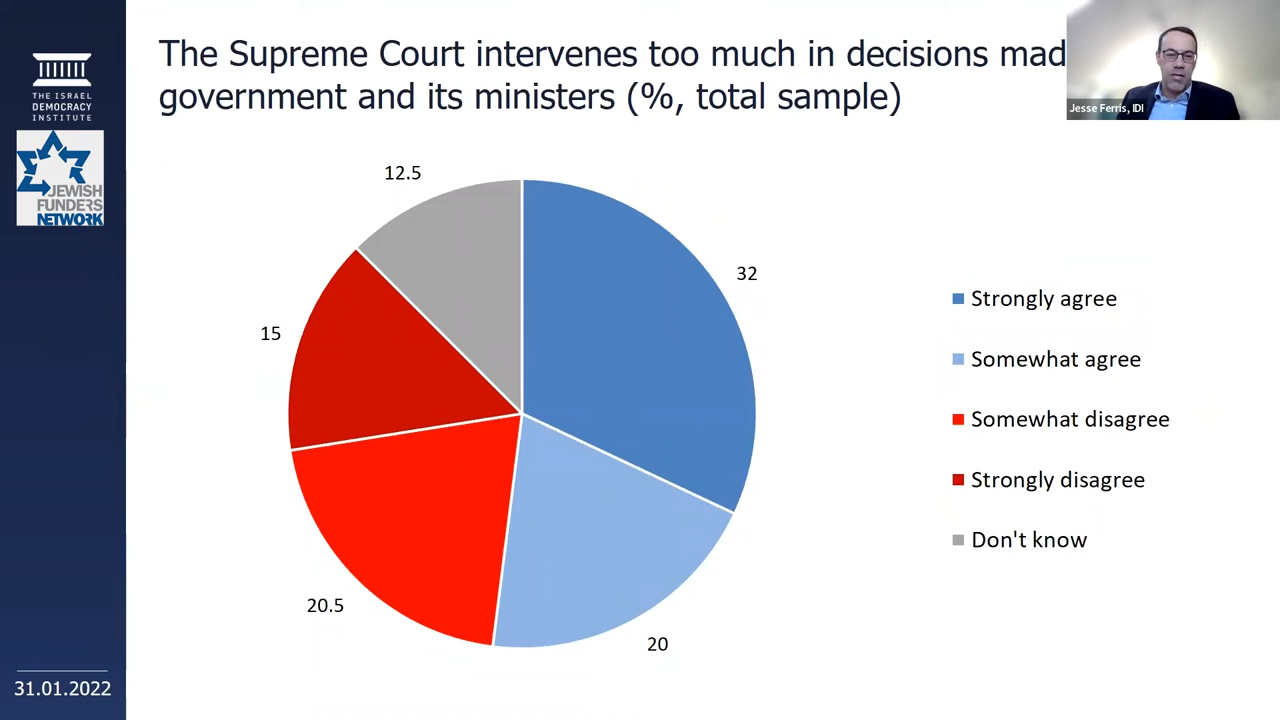 The Supreme Court intervenes too much in decisions mad
government and its ministers (%, total sample)
Jesse Ferris, IDI
THE ISRAEL
DEMOCRACY
INSTITUTE
JEWISH
FUNDERS
NETWORK
12.5
32
15
20.5
20
Strongly agree
Somewhat agree
Somewhat disagree
Strongly disagree
Don't know
31.01.2022